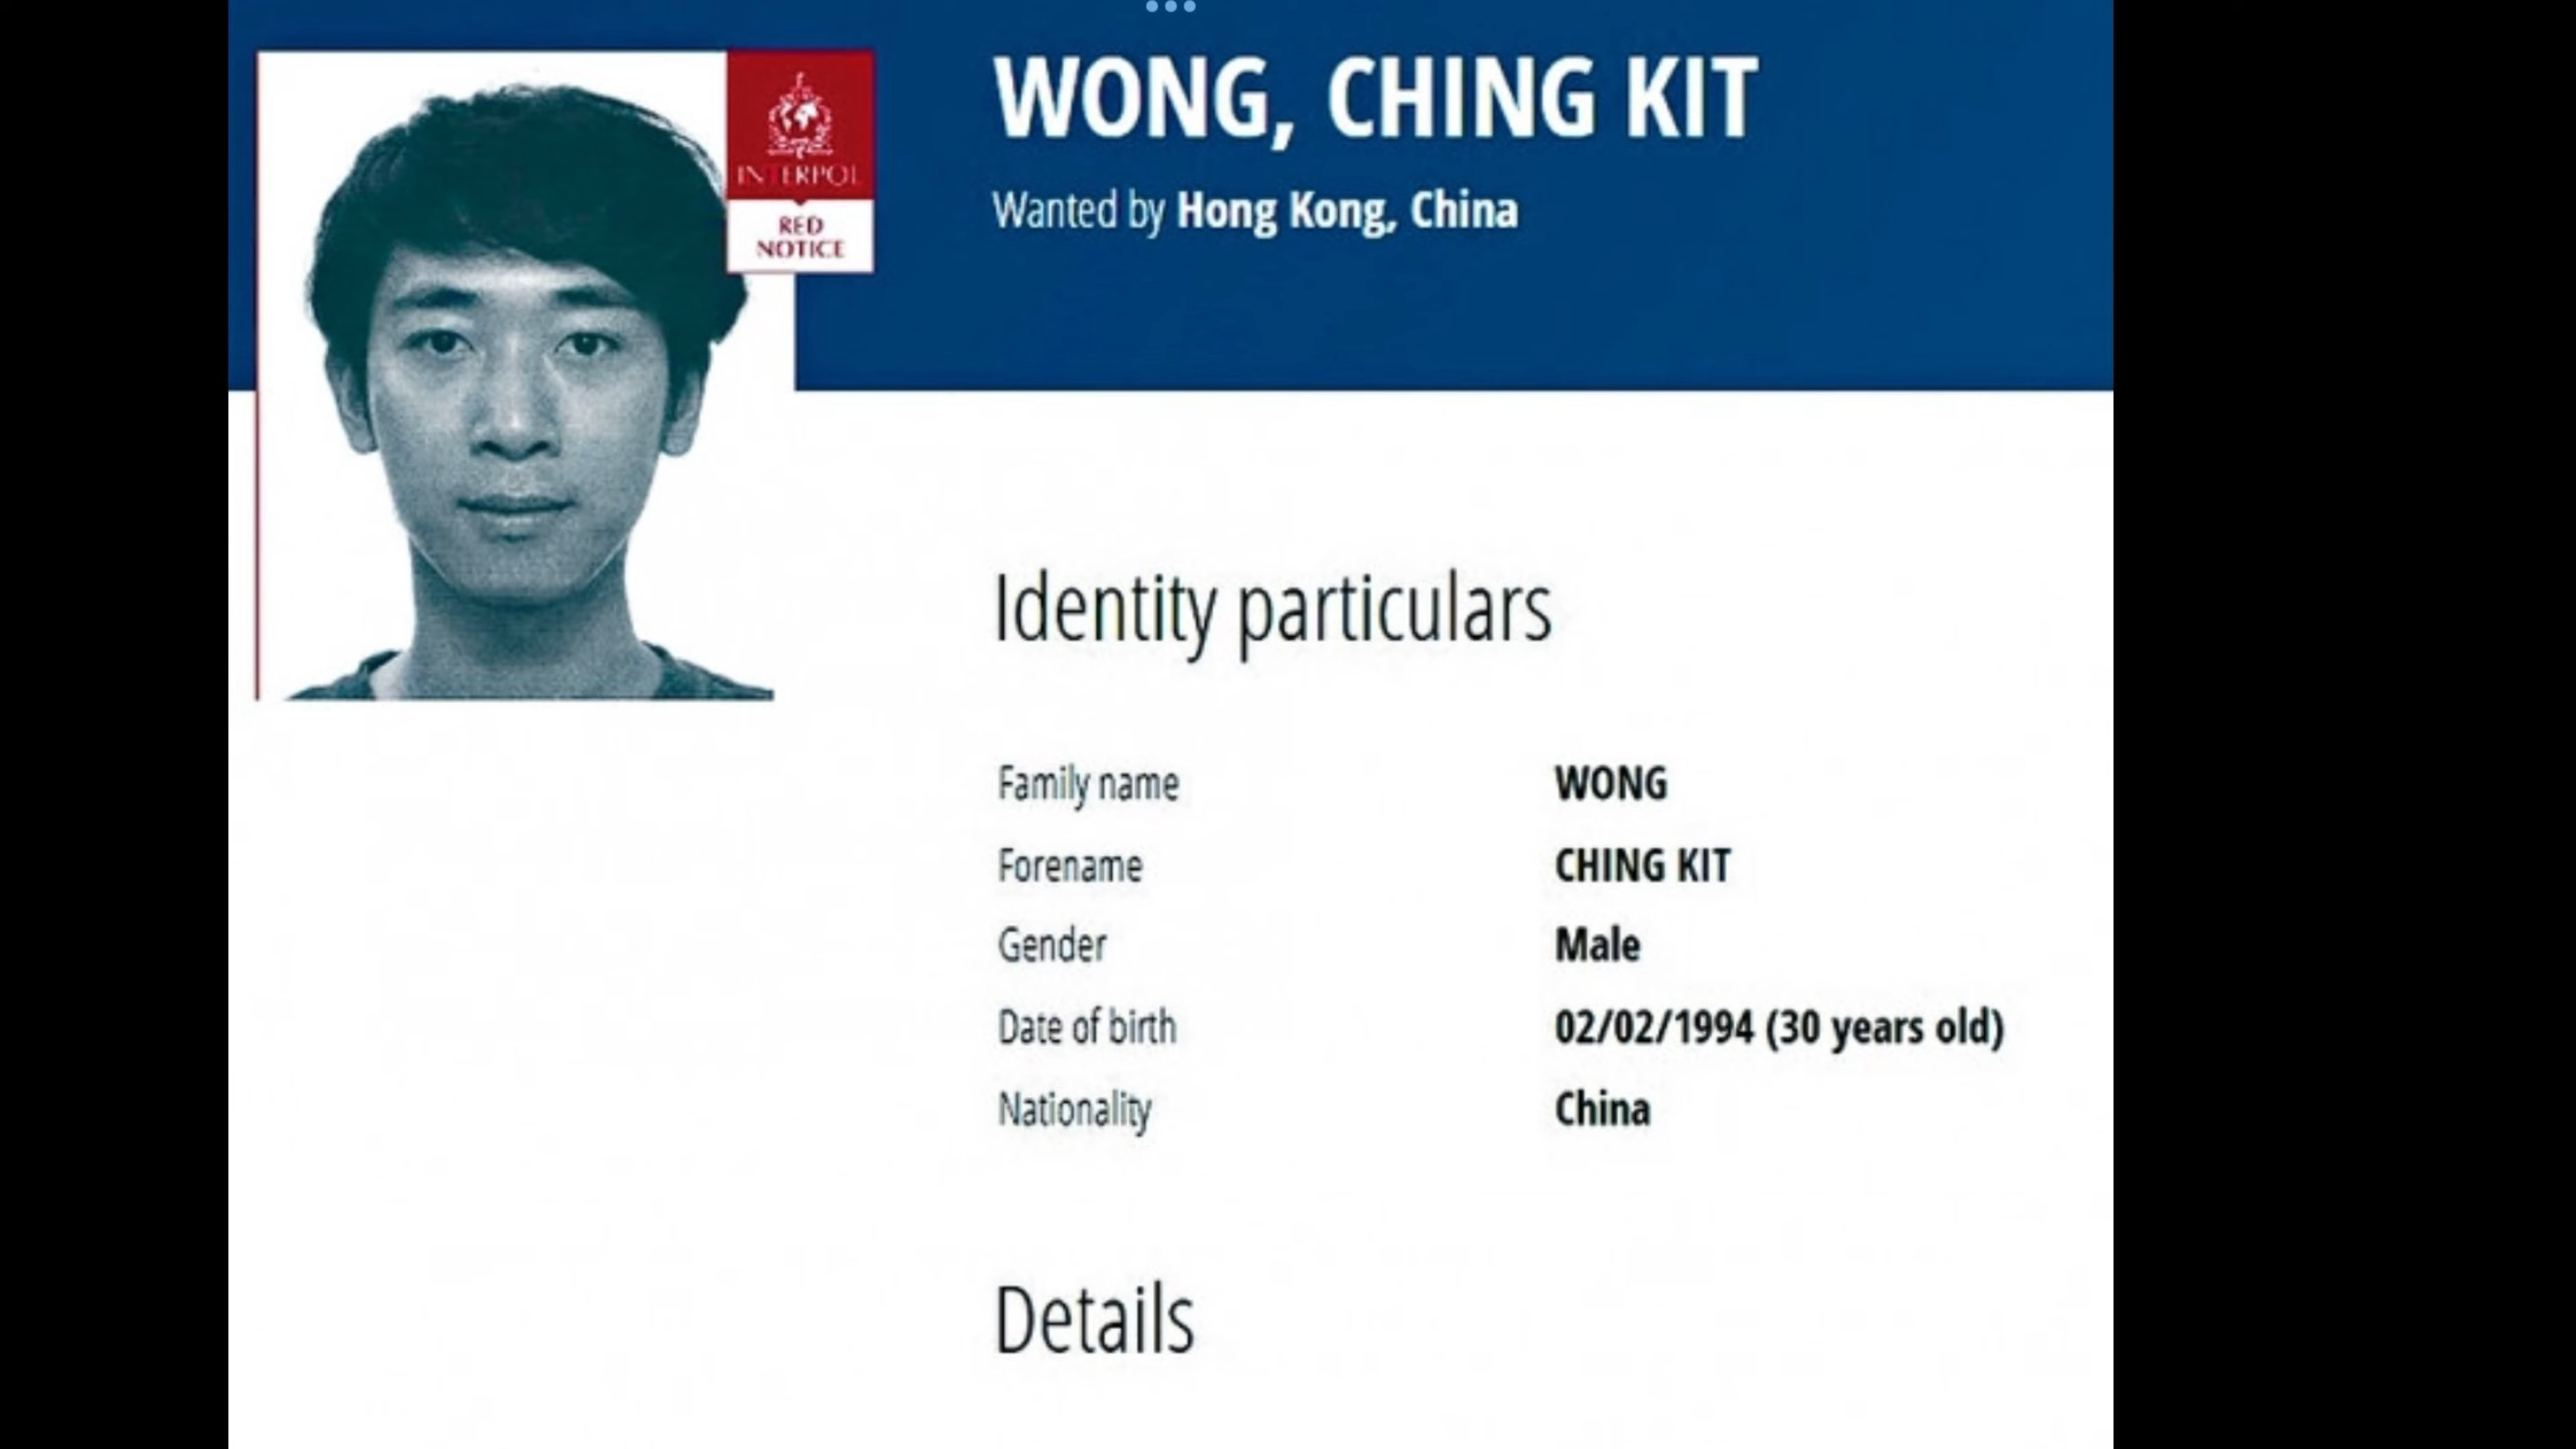 WONG, CHING KIT
Wanted by Hong Kong, China
INTERPOL
RED
NOTICE
Identity particulars
Family name WONG
Forename CHING KIT
Gender Male
Date of birth 02/02/1994 (30 years old)
Nationality China
Details